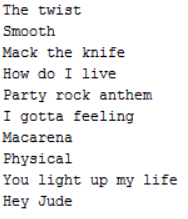 The twist
Smooth
Mack the knife
How do I live
Party rock anthem
I gotta feeling
Macarena
Physical
You light up my life
Hey Jude